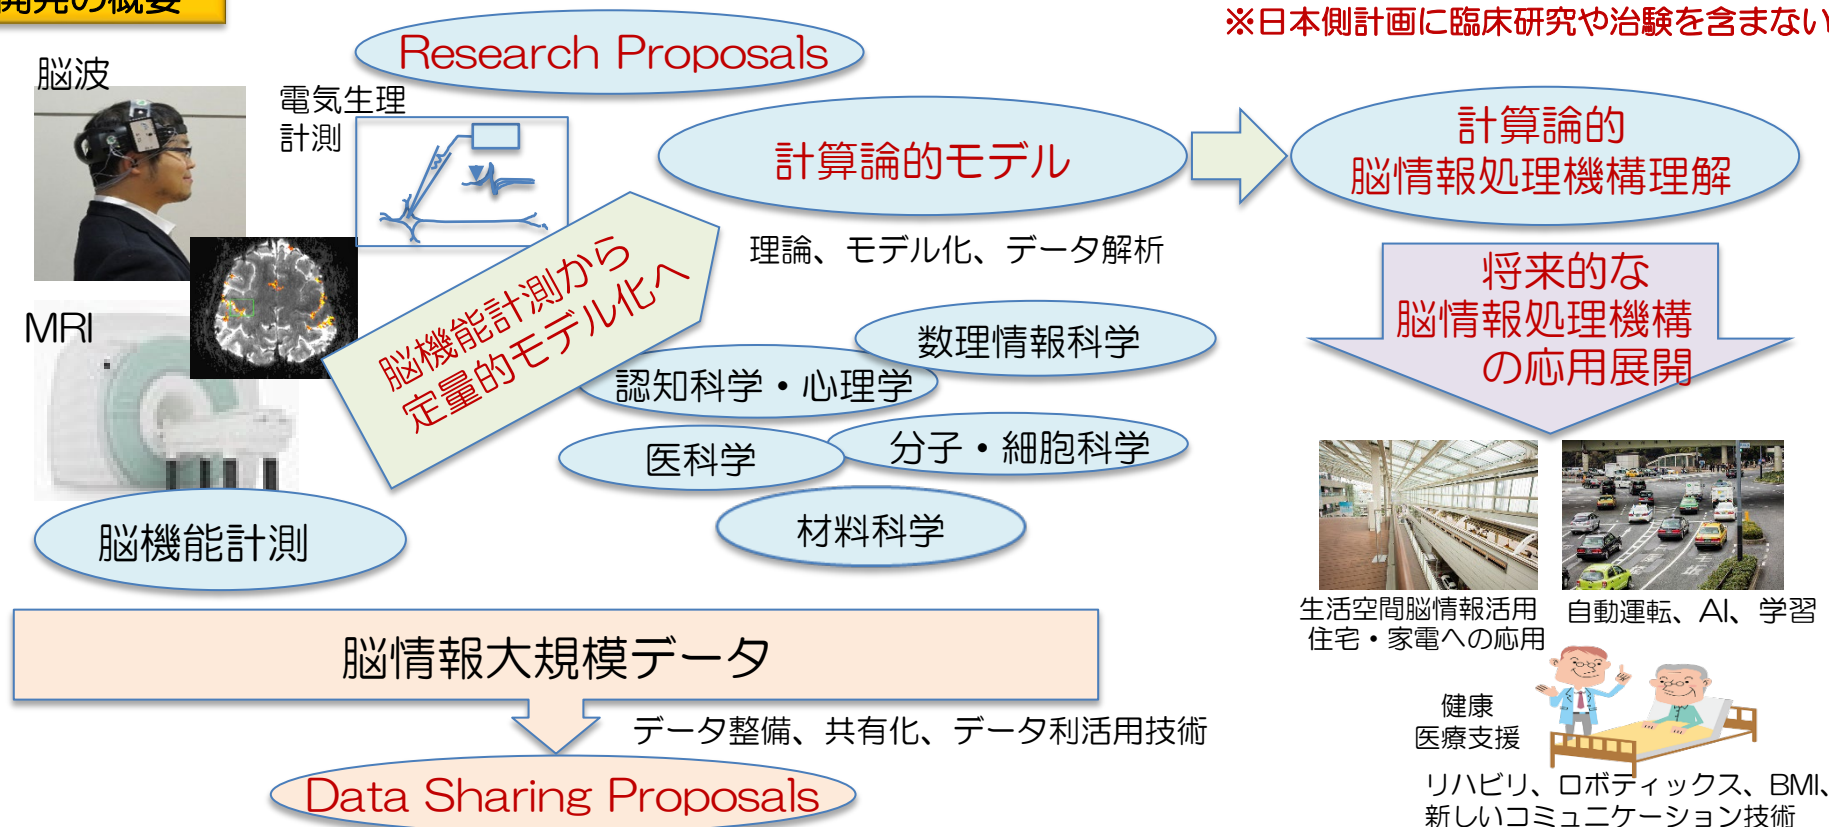 開発の概要
※日本側計画に臨床研究や治験を含まない
Research Proposals
脳波
電気生理
計測
計算論的モデル
計算論的
脳情報処理機構理解
理論、モデル化、データ解析
脳機能計測から
定量的モデル化へ
MRI
将来的な
脳情報処理機構
の応用展開
数理情報科学
認知科学・心理学
分子・細胞科学
医科学
材料科学
脳機能計測
生活空間脳情報活用
住宅・家電への応用
自動運転、AI、学習
脳情報大規模データ
データ整備、共有化、データ利活用技術
Data Sharing Proposals
健康
医療支援
リハビリ、ロボティックス、BMI、
新しいコミュニケーション技術